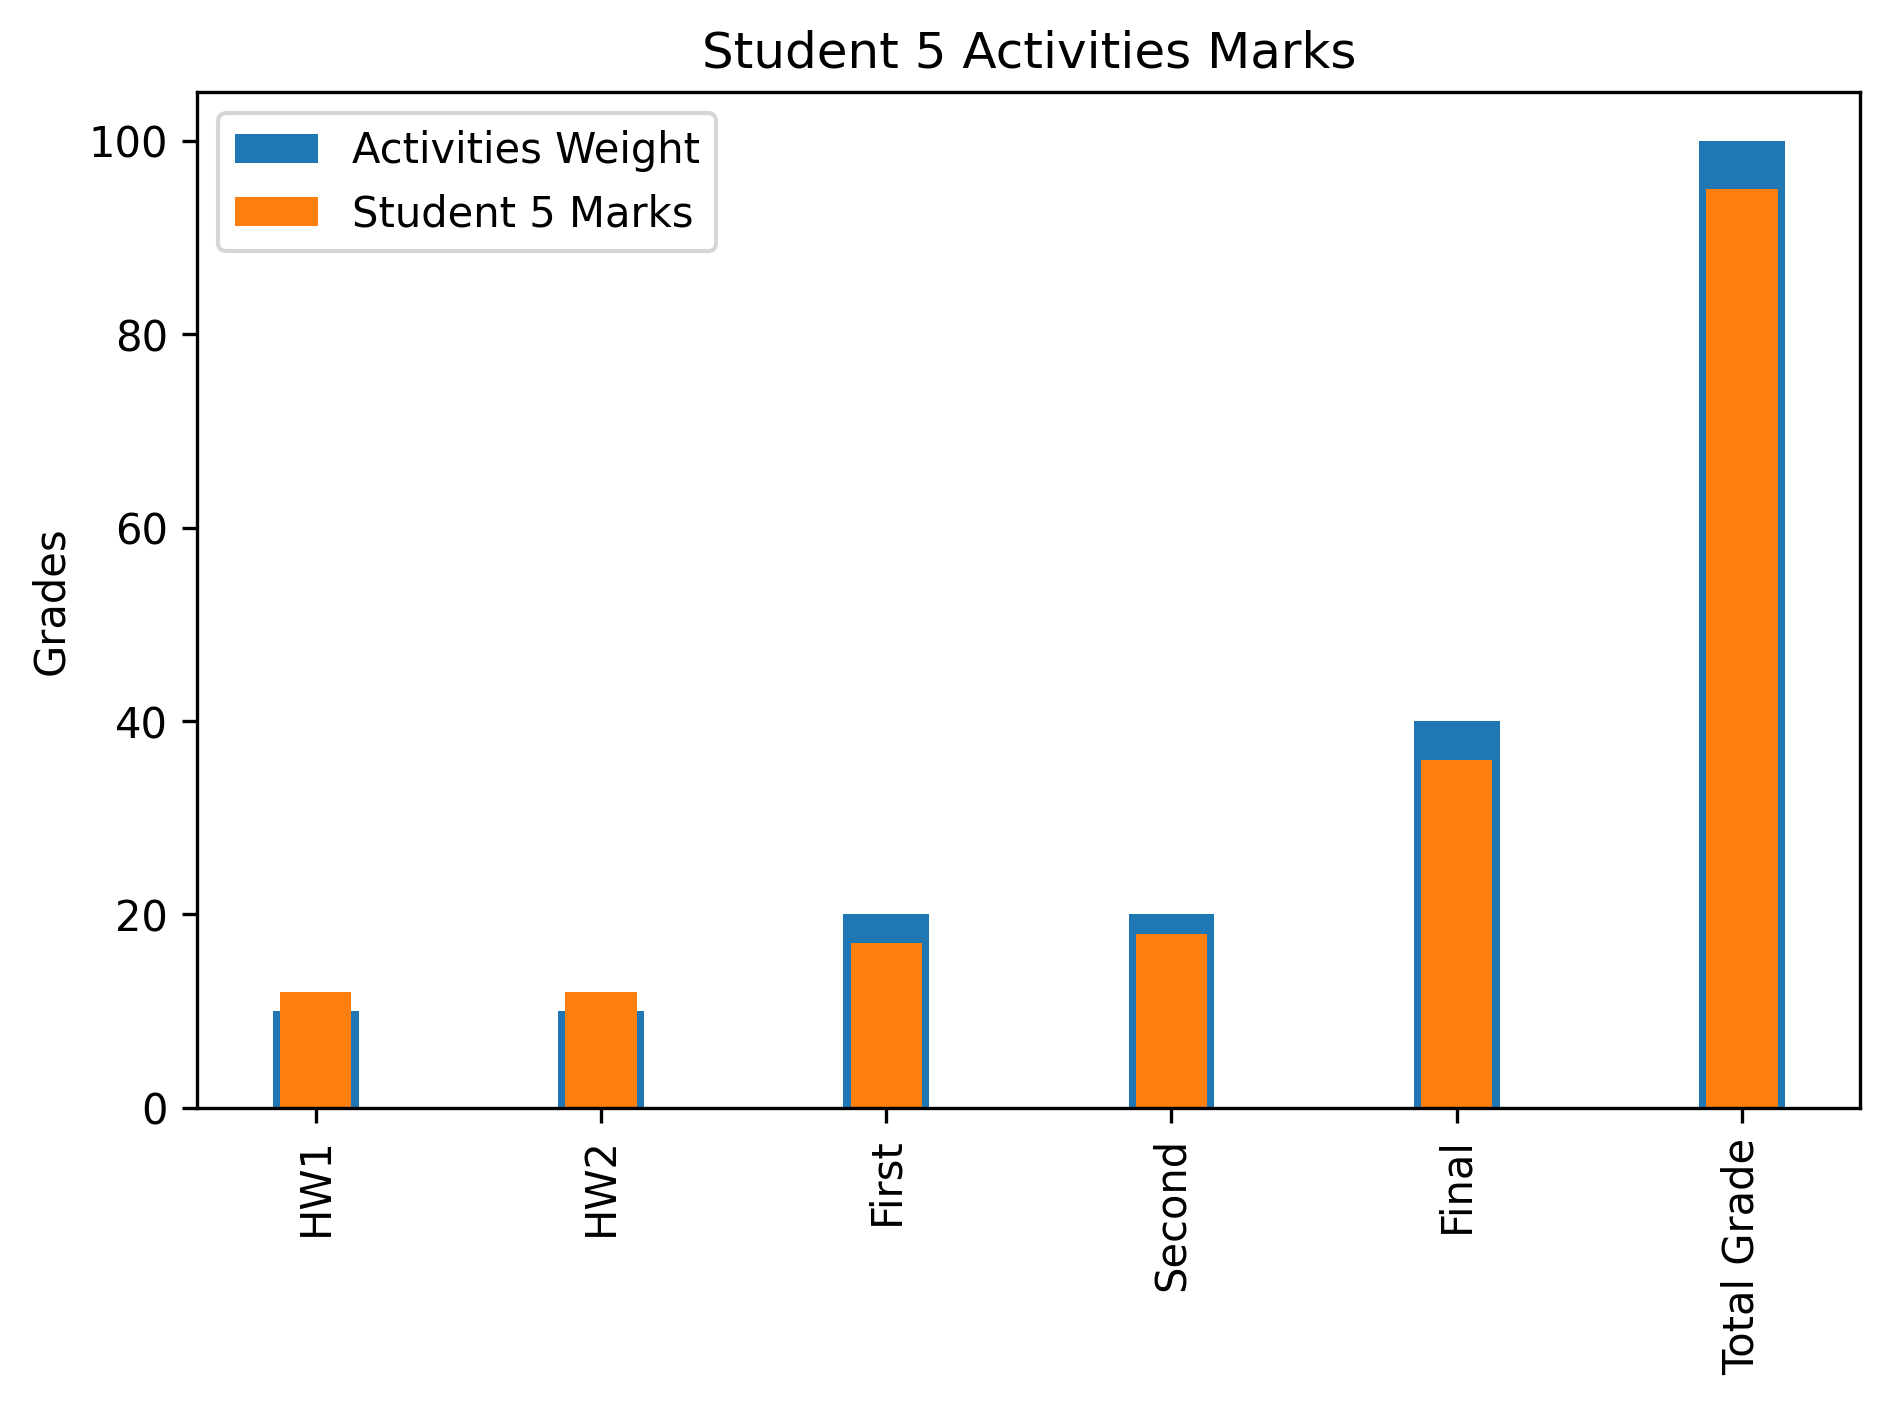 Student 5 Activities Marks
Activities Weight
Student 5 Marks
Grades
100
80
60
40
20
0
HW1
HW2
First
Second
Final
Total Grade